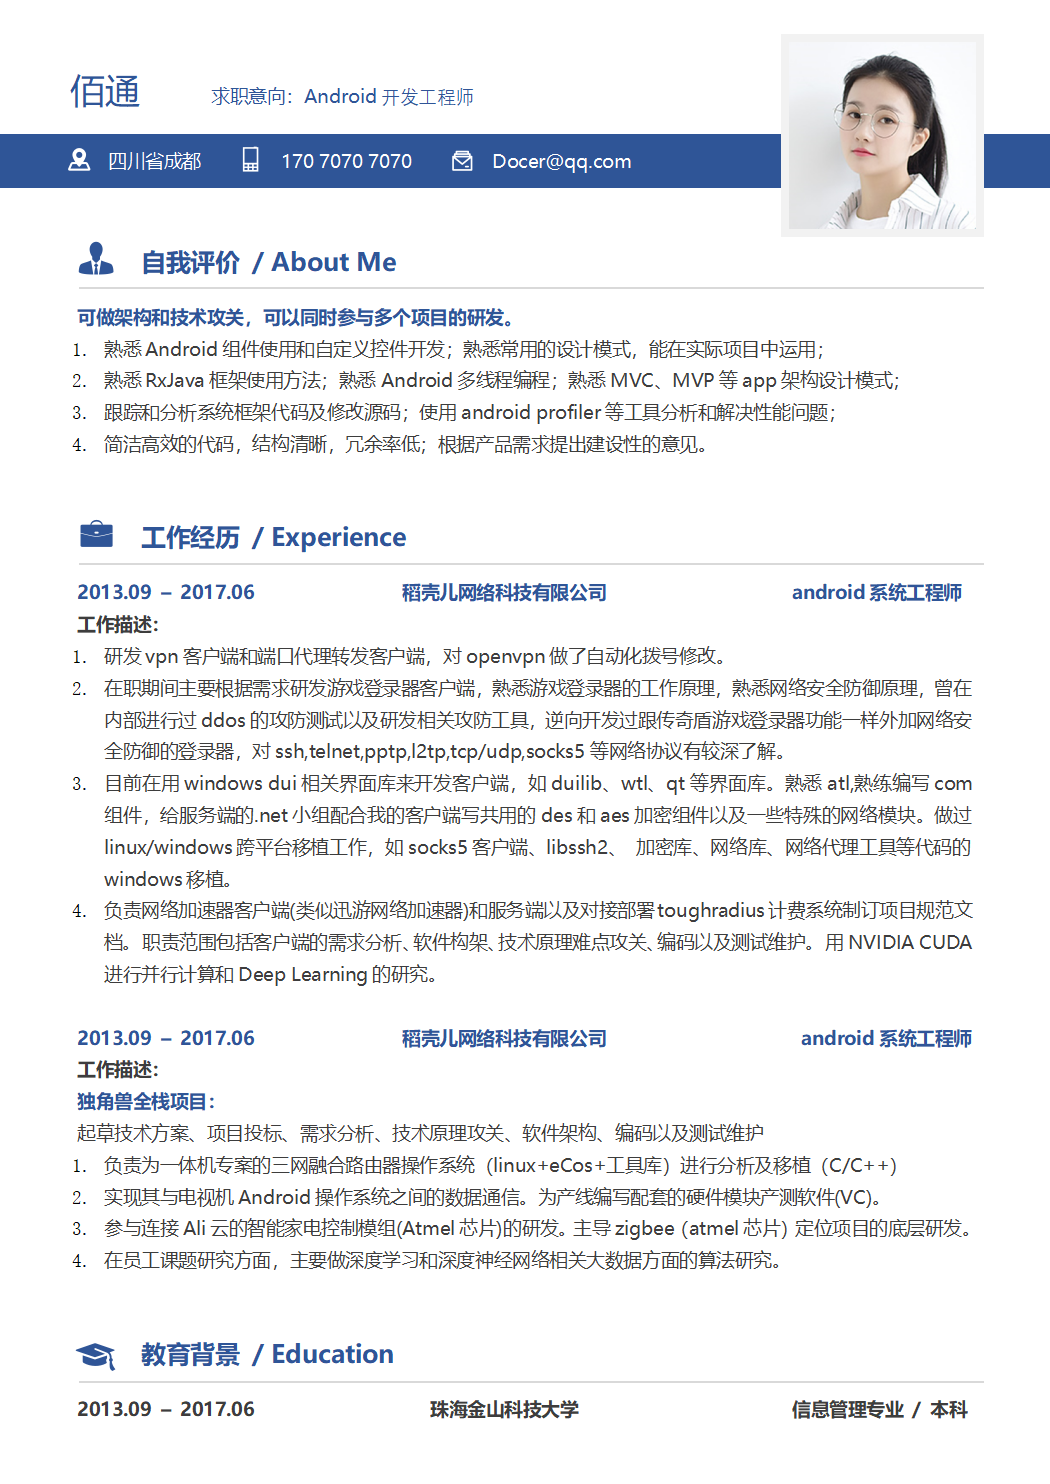 佰通
求职意向：Android 开发工程师
四川省成都 170 7070 7070 Docer@qq.com
自我评价 / About Me
可做架构和技术攻关，可以同时参与多个项目的研发。
1. 熟悉 Android 组件使用和自定义控件开发；熟悉常用的设计模式，能在实际项目中运用；
2. 熟悉 RxJava 框架使用方法；熟悉 Android 多线程编程；熟悉 MVC、MVP 等 app 架构设计模式；
3. 跟踪和分析系统框架代码及修改源码；使用 android profiler 等工具分析和解决性能问题；
4. 简洁高效的代码，结构清晰，冗余率低；根据产品需求提出建设性的意见。
工作经历 / Experience
2013.09 – 2017.06 稻壳儿网络科技有限公司 android 系统工程师
工作描述：
1. 研发 vpn 客户端和端口代理转发客户端，对 openvpn 做了自动化拨号修改。
2. 在职期间主要根据需求研发游戏登录器客户端，熟悉游戏登录器的工作原理，熟悉网络安全防御原理，曾在
内部进行过 ddos 的攻防测试以及研发相关攻防工具，逆向开发过跟传奇盾游戏登录器功能一样外加网络安
全防御的登录器，对 ssh,telnet,pptp,l2tp,tcp/udp,socks5 等网络协议有较深了解。
3. 目前在用 windows dui 相关界面库来开发客户端，如 duilib、wtl、qt 等界面库。熟悉 atl,熟练编写 com
组件，给服务端的.net 小组配合我的客户端写共用的 des 和 aes 加密组件以及一些特殊的网络模块。做过
linux/windows 跨平台移植工作，如 socks5 客户端、libssh2、 加密库、网络库、网络代理工具等代码的
windows 移植。
4. 负责网络加速器客户端(类似迅游网络加速器)和服务端以及对接部署 toughradius 计费系统制订项目规范文
档。职责范围包括客户端的需求分析、软件构架、技术原理难点攻关、编码以及测试维护。用 NVIDIA CUDA
进行并行计算和 Deep Learning 的研究。
2013.09 – 2017.06 稻壳儿网络科技有限公司 android 系统工程师
工作描述：
独角兽全栈项目：
起草技术方案、项目投标、需求分析、技术原理攻关、软件架构、编码以及测试维护
1. 负责为一体机专案的三网融合路由器操作系统（linux+eCos+工具库）进行分析及移植（C/C++）
2. 实现其与电视机 Android 操作系统之间的数据通信。为产线编写配套的硬件模块产测软件(VC)。
3. 参与连接 Ali 云的智能家电控制模组(Atmel 芯片)的研发。主导 zigbee（atmel 芯片）定位项目的底层研发。
4. 在员工课题研究方面，主要做深度学习和深度神经网络相关大数据方面的算法研究。
教育背景 / Education
2013.09 – 2017.06 珠海金山科技大学 信息管理专业 / 本科